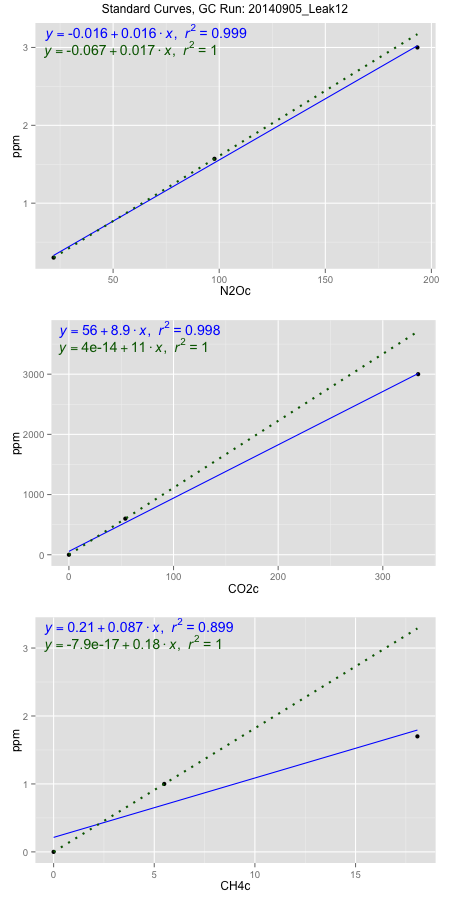 Standard Curves, GC Run: 20140905_Leak12
y = -0.016 + 0.016 · x, r² = 0.999
y = -0.067 + 0.017 · x, r² = 1
3
2
1
ppm
50 100 150 200
N2Oc
y = 56 + 8.9 · x, r² = 0.998
y = 4e-14 + 11 · x, r² = 1
3000
2000
1000
0
ppm
0 100 200 300
CO2c
y = 0.21 + 0.087 · x, r² = 0.899
y = -7.9e-17 + 0.18 · x, r² = 1
3
2
1
0
ppm
0 5 10 15
CH4c